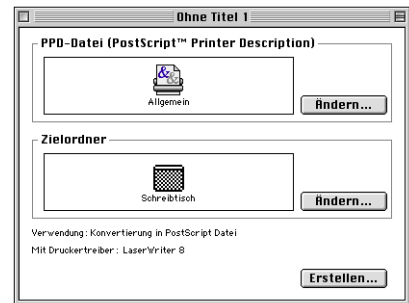 Ohne Titel 1
PPD-Datei (PostScript™ Printer Description)
Allgemein
Ändern...
Zielordner
Schreibtisch
Ändern...
Verwendung: Konvertierung in PostScript Datei
Mit Druckertreiber: LaserWriter 8
Erstellen...